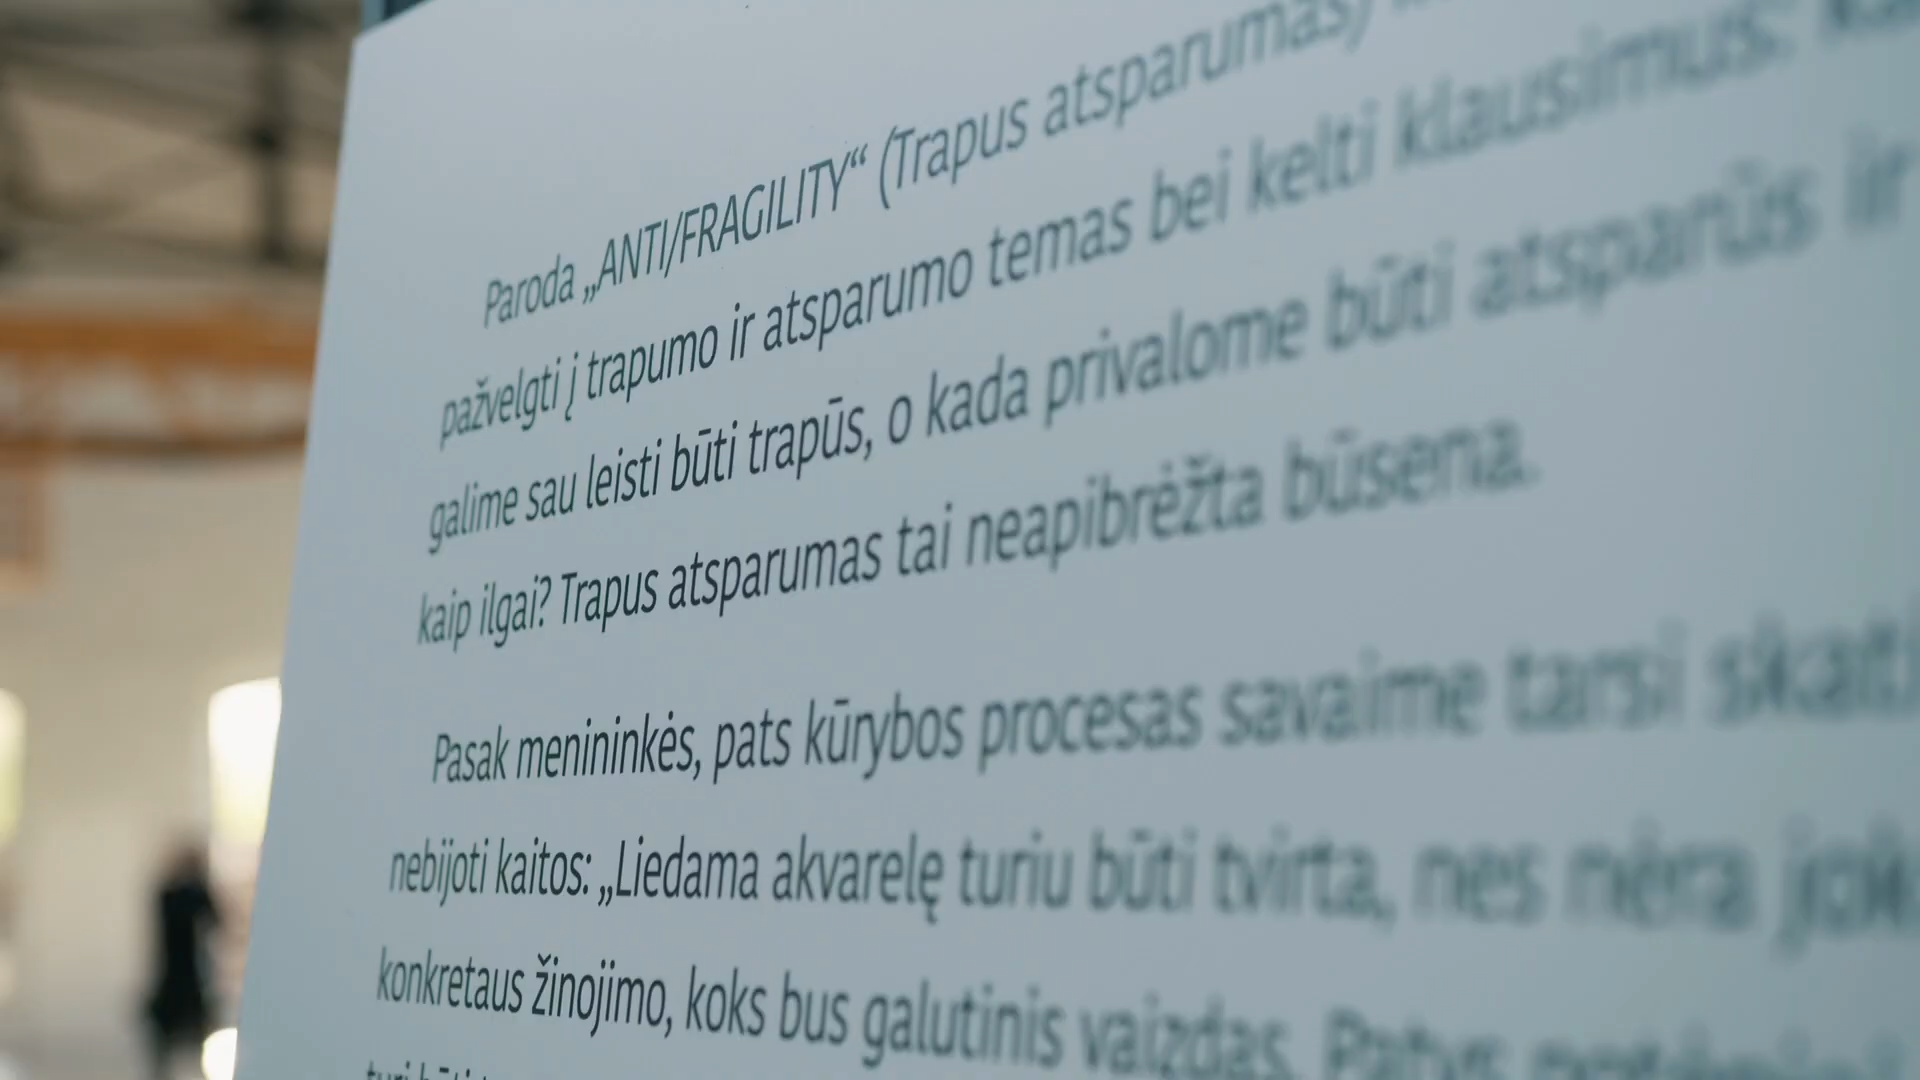 Paroda „ANTI/FRAGILITY“ (Trapus atsparumas)
pažvelgti į trapumo ir atsparumo temas bei kelti klausimus:
galime sau leisti būti trapūs, o kada privalome būti atsparūs ir
kaip ilgai? Trapus atsparumas tai neapibrėžta būsena.
Pasak menininkės, pats kūrybos procesas savaime tarsi
nebijoti kaitos: „Liedama akvarelę turiu būti tvirta, nes nėra
konkretaus žinojimo, koks bus galutinis vaizdas.